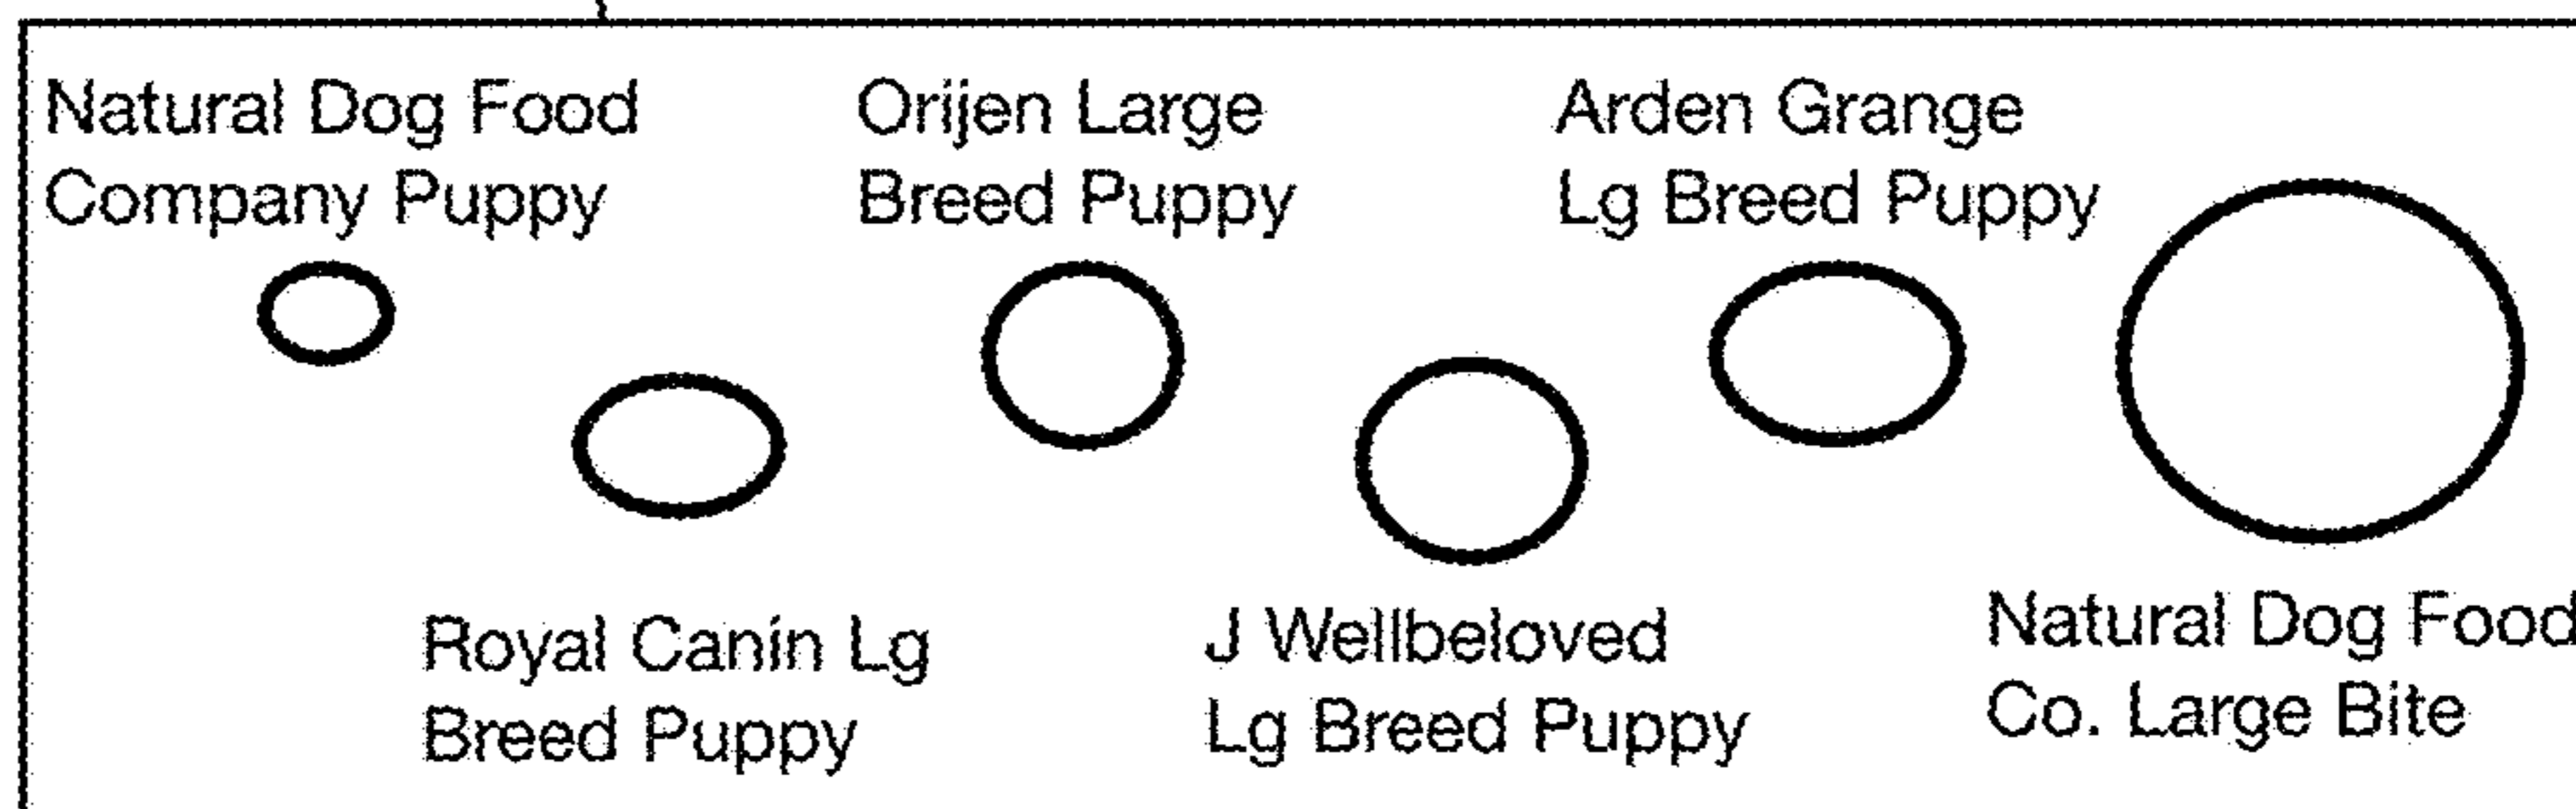 Natural Dog Food
Company Puppy
Orijen Large
Breed Puppy
Arden Grange
Lg Breed Puppy
Royal Canin Lg
Breed Puppy
J Wellbeloved
Lg Breed Puppy
Natural Dog Food
Co. Large Bite